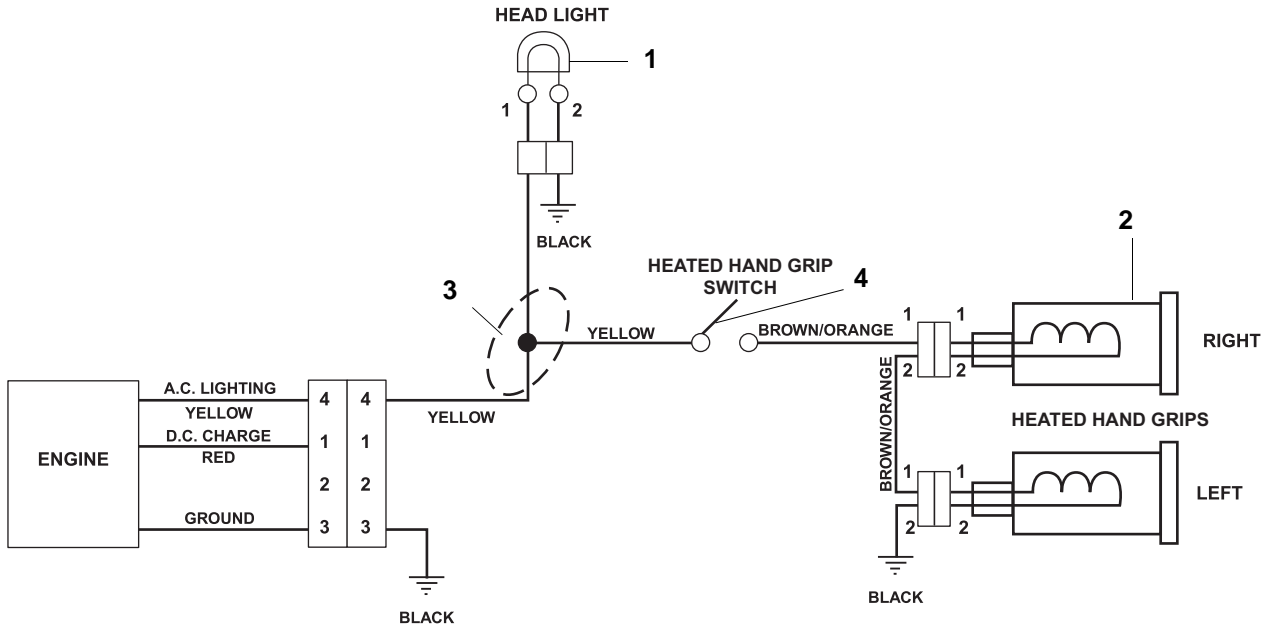 HEAD LIGHT
1
1
2
BLACK
2
HEATED HAND GRIP
SWITCH
4
3
YELLOW
BROWN/ORANGE
1
1
2
2
RIGHT
A.C. LIGHTING
YELLOW
4
4
YELLOW
BROWN/ORANGE
HEATED HAND GRIPS
D.C. CHARGE
RED
1
1
ENGINE
2
2
GROUND
3
3
1
1
2
2
LEFT
BLACK
BLACK